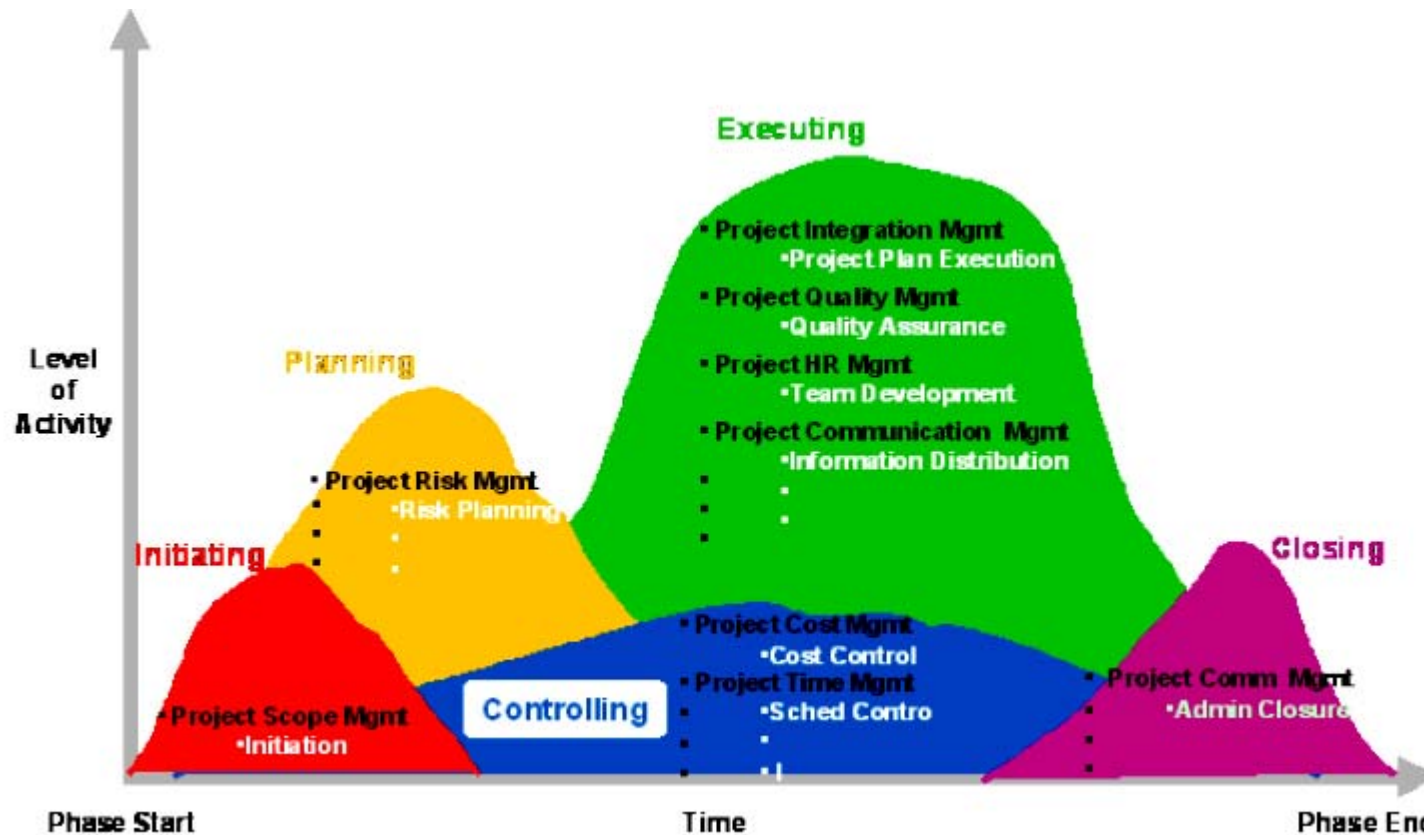 Executing
• Project Integration Mgmt
•Project Plan Execution
• Project Quality Mgmt
•Quality Assurance
• Project HR Mgmt
•Team Development
• Project Communication Mgmt
•Information Distribution
Level
of
Activity
Planning
• Project Risk Mgmt
•Risk Planning
Initiating
• Project Scope Mgmt
•Initiation
Controlling
• Project Cost Mgmt
•Cost Control
• Project Time Mgmt
•Sched Contro
Closing
• Project Comm Mgmt
•Admin Closure
Phase Start
Time
Phase End